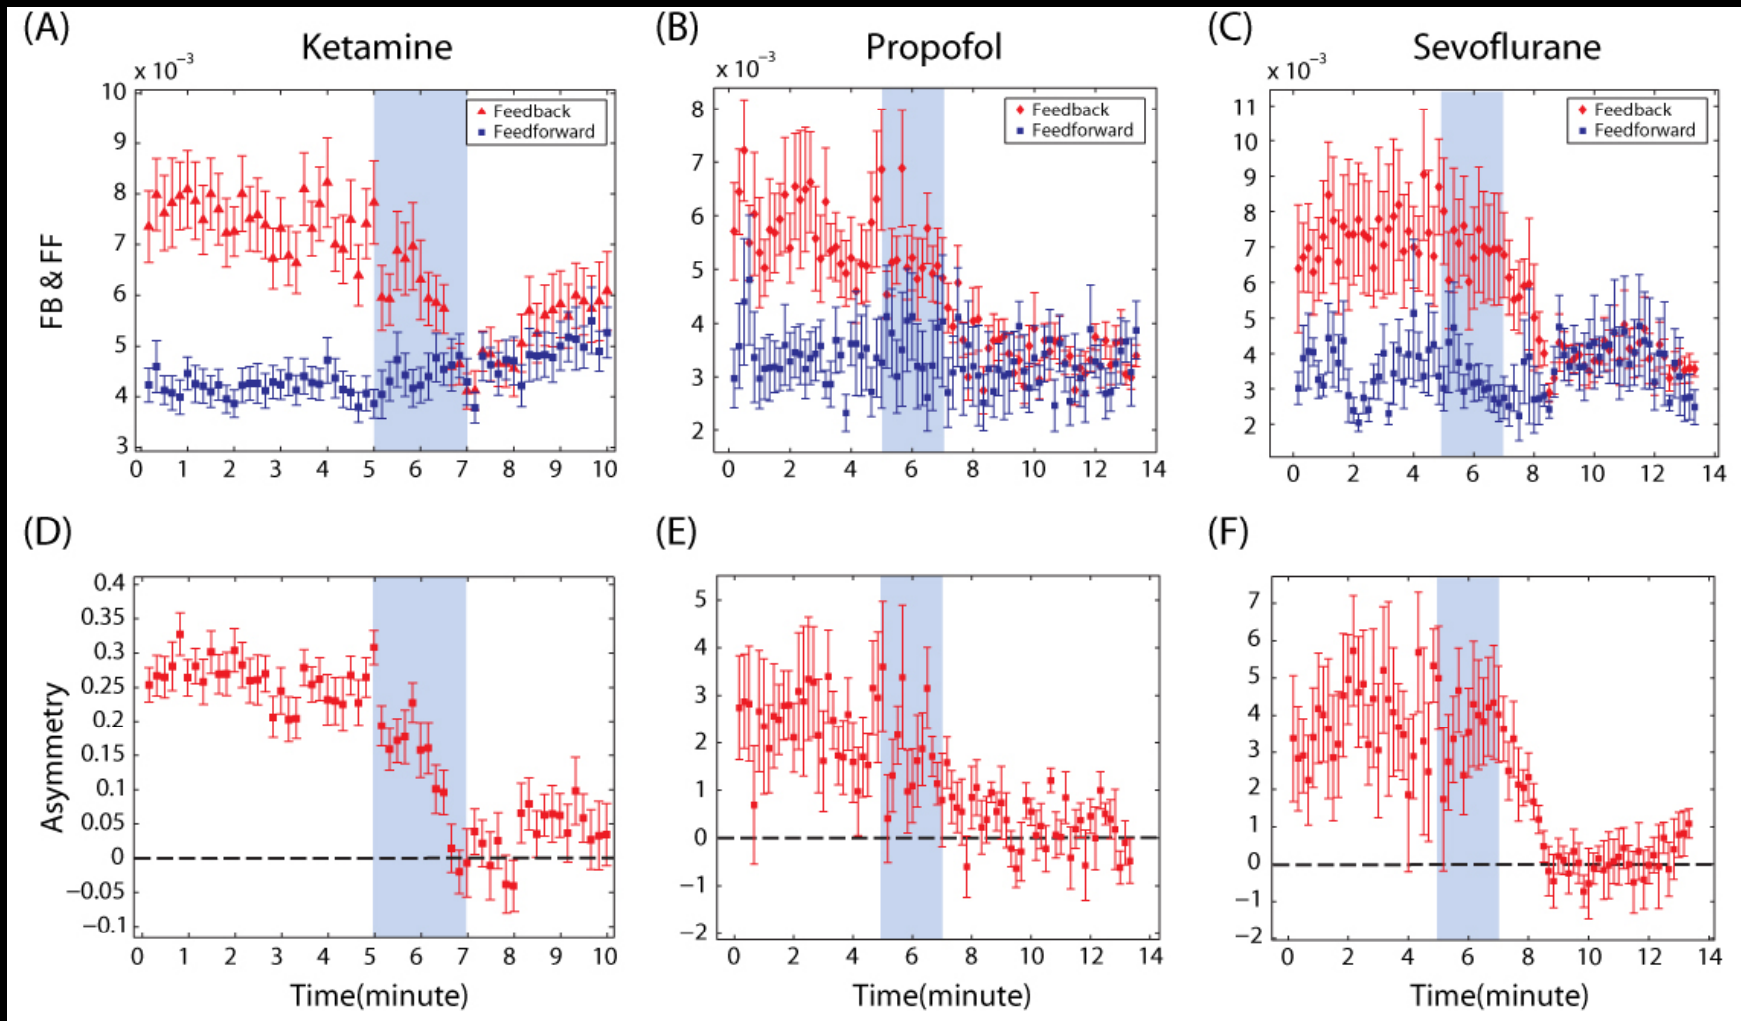 (A) Ketamine
x 10⁻³
10
9
8
7
6
5
4
3
FB & FF
Feedback
Feedforward
0 1 2 3 4 5 6 7 8 9 10
(B) Propofol
x 10⁻³
8
7
6
5
4
3
2
Feedback
Feedforward
0 2 4 6 8 10 12 14
(C) Sevoflurane
x 10⁻³
11
10
9
8
7
6
5
4
3
2
Feedback
Feedforward
0 2 4 6 8 10 12 14
(D)
0.4
0.35
0.3
0.25
0.2
0.15
0.1
0.05
0
−0.05
−0.1
Asymmetry
0 1 2 3 4 5 6 7 8 9 10
Time(minute)
(E)
5
4
3
2
1
0
−1
−2
0 2 4 6 8 10 12 14
Time(minute)
(F)
7
6
5
4
3
2
1
0
−1
−2
0 2 4 6 8 10 12 14
Time(minute)